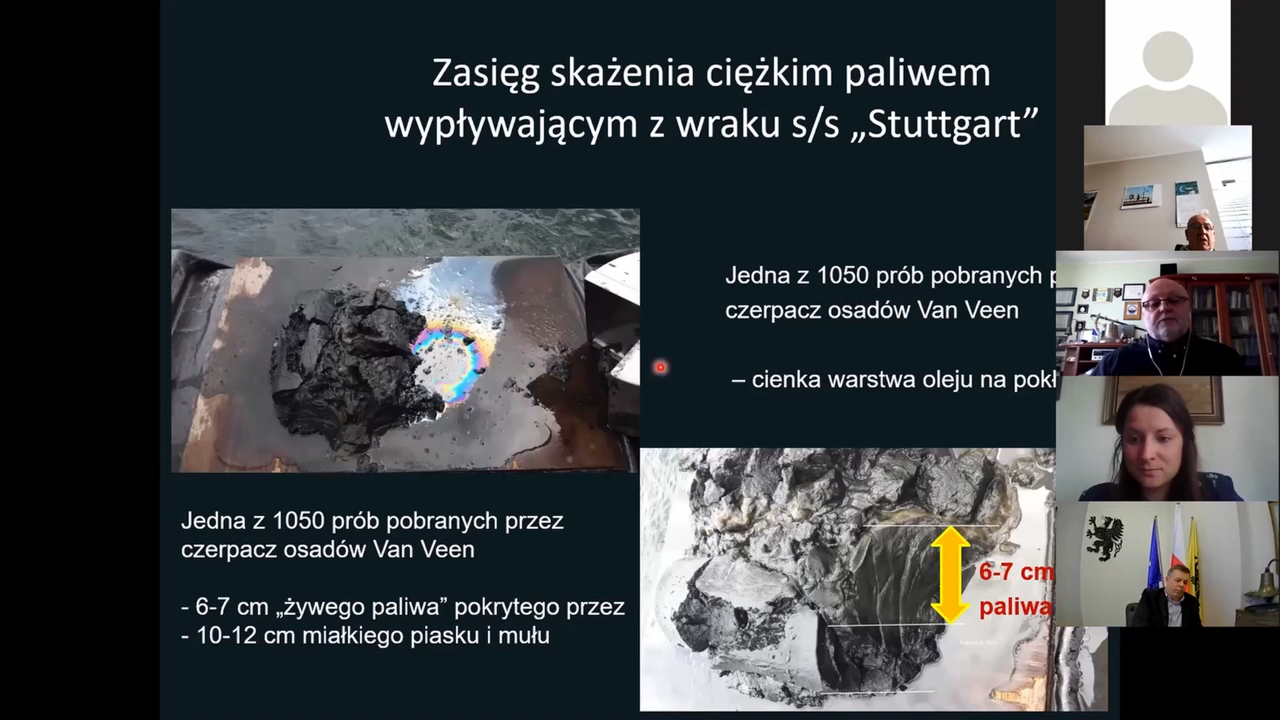 Zasięg skażenia ciężkim paliwem
wypływającym z wraku s/s „Stuttgart”
Jedna z 1050 prób pobranych
czerpacz osadów Van Veen
– cienka warstwa oleju na
Jedna z 1050 prób pobranych przez
czerpacz osadów Van Veen
- 6-7 cm „żywego paliwa” pokrytego przez
- 10-12 cm miałkiego piasku i mułu
6-7 cm
paliwa